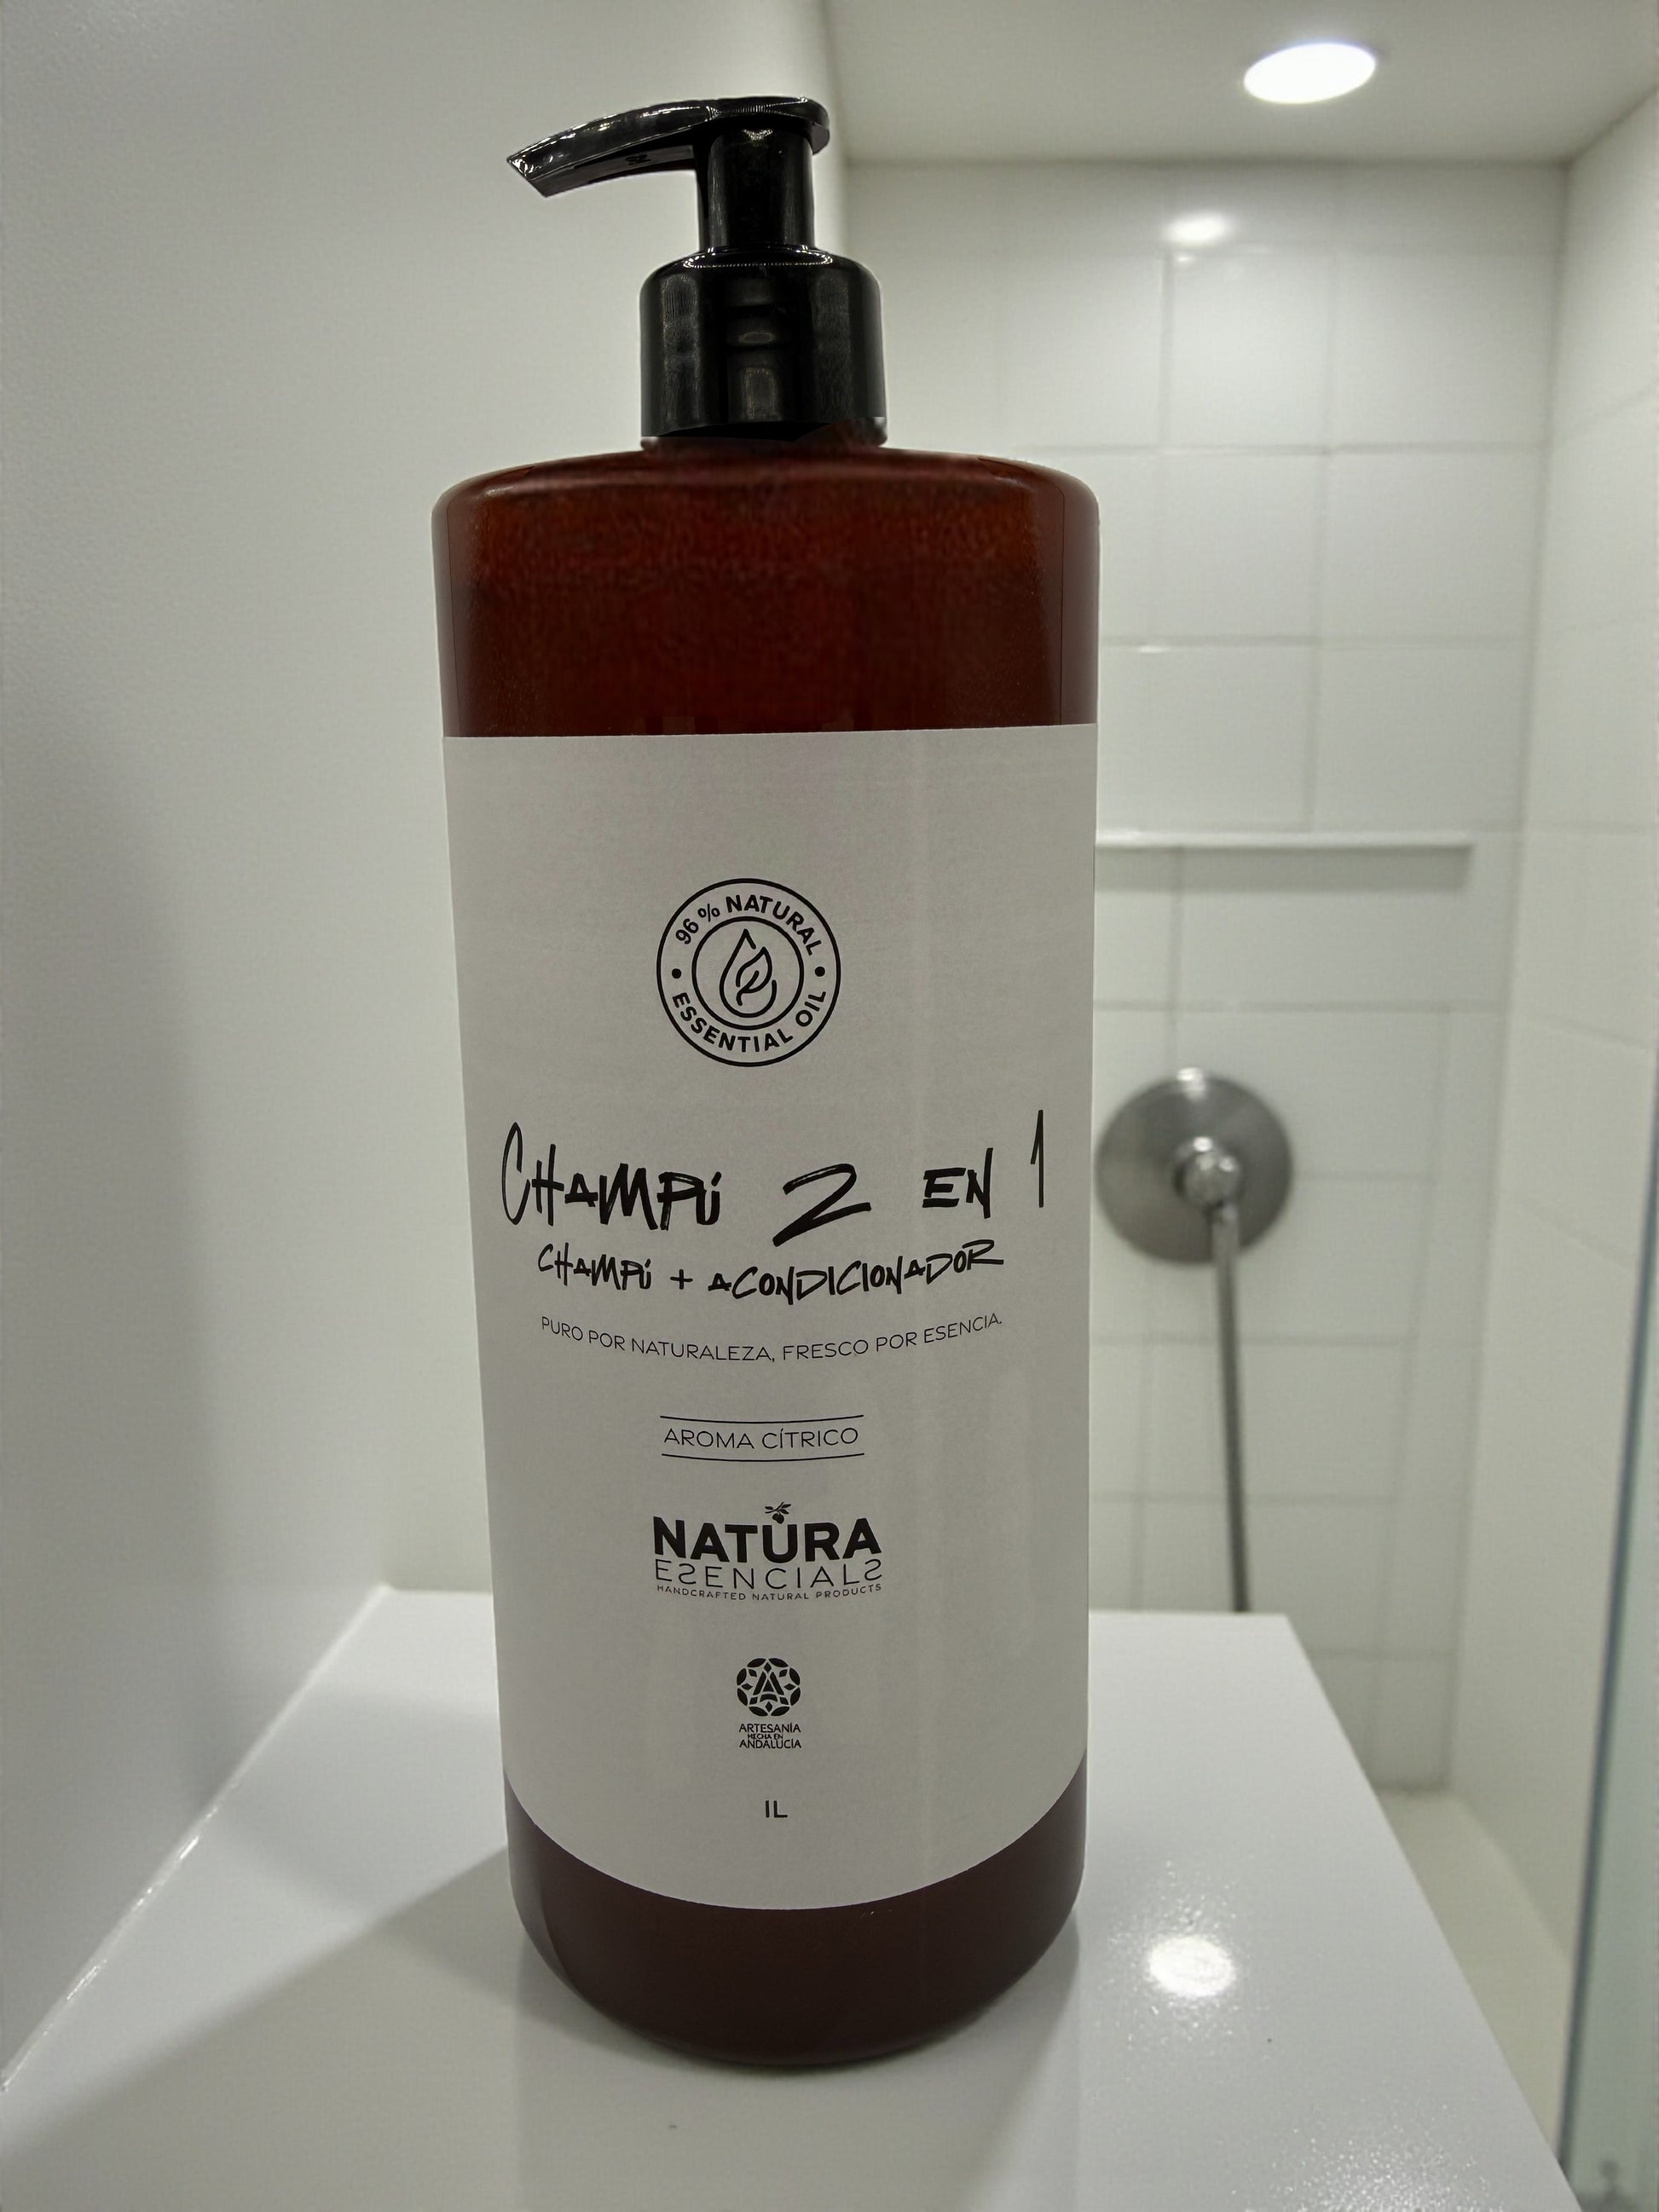 96 % NATURAL
• ESSENTIAL OIL •
CHAMPÚ 2 EN 1
CHAMPÚ + ACONDICIONADOR
PURO POR NATURALEZA, FRESCO POR ESENCIA.
AROMA CÍTRICO
NATURA
ESENCIALS
HANDCRAFTED NATURAL PRODUCTS
ARTESANÍA
HECHA EN
ANDALUCÍA
1L